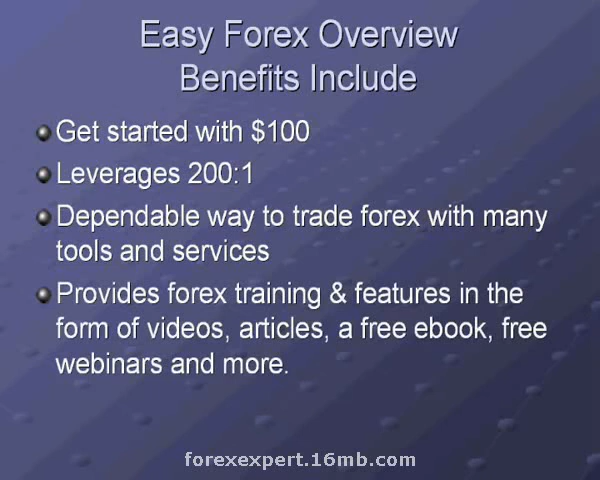 Easy Forex Overview
Benefits Include
Get started with $100
Leverages 200:1
Dependable way to trade forex with many
tools and services
Provides forex training & features in the
form of videos, articles, a free ebook, free
webinars and more.
forexexpert.16mb.com